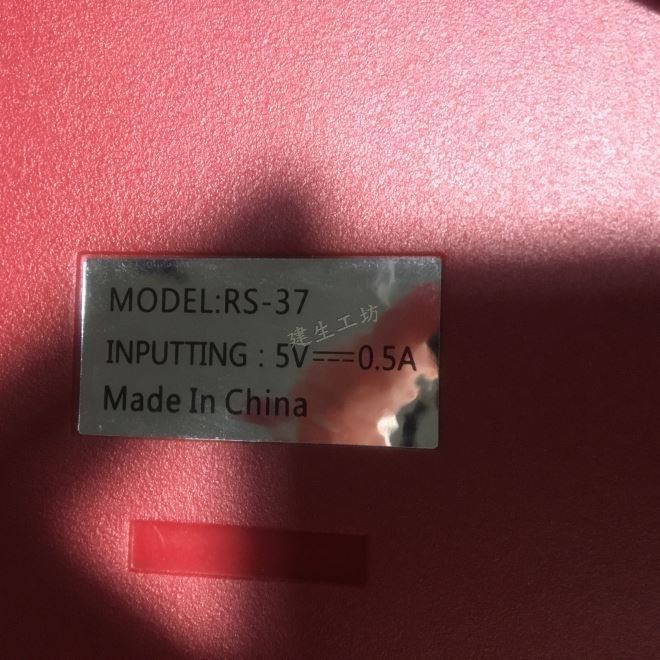 MODEL:RS-37
INPUTTING : 5V⎓0.5A
Made In China
建生工坊